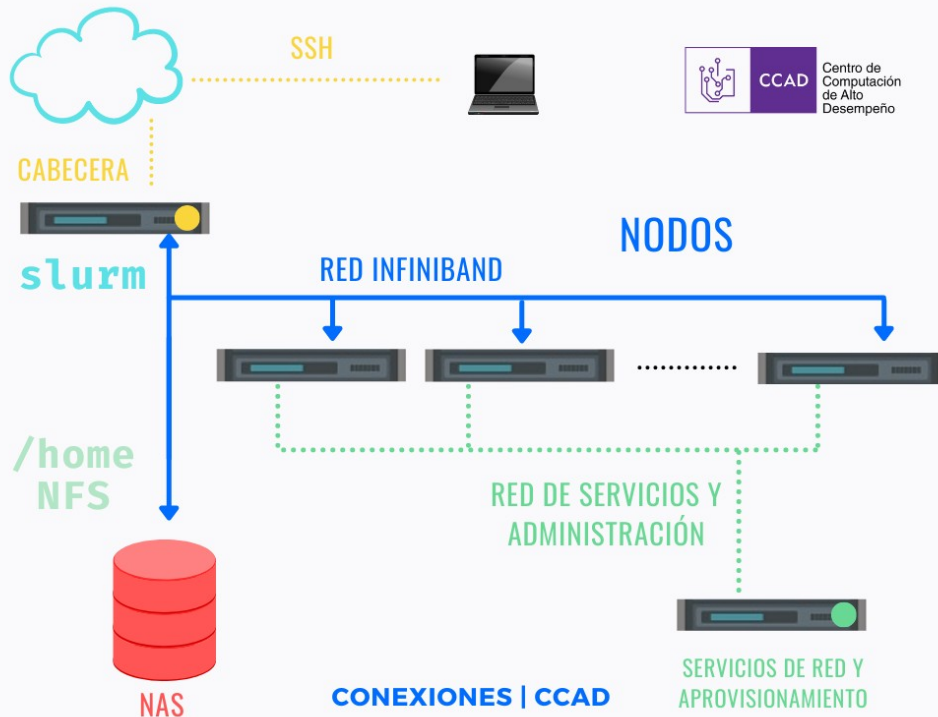 SSH
CCAD
Centro de
Computación
de Alto
Desempeño
CABECERA
NODOS
slurm
RED INFINIBAND
/home
NFS
RED DE SERVICIOS Y
ADMINISTRACIÓN
SERVICIOS DE RED Y
APROVISIONAMIENTO
NAS
CONEXIONES | CCAD